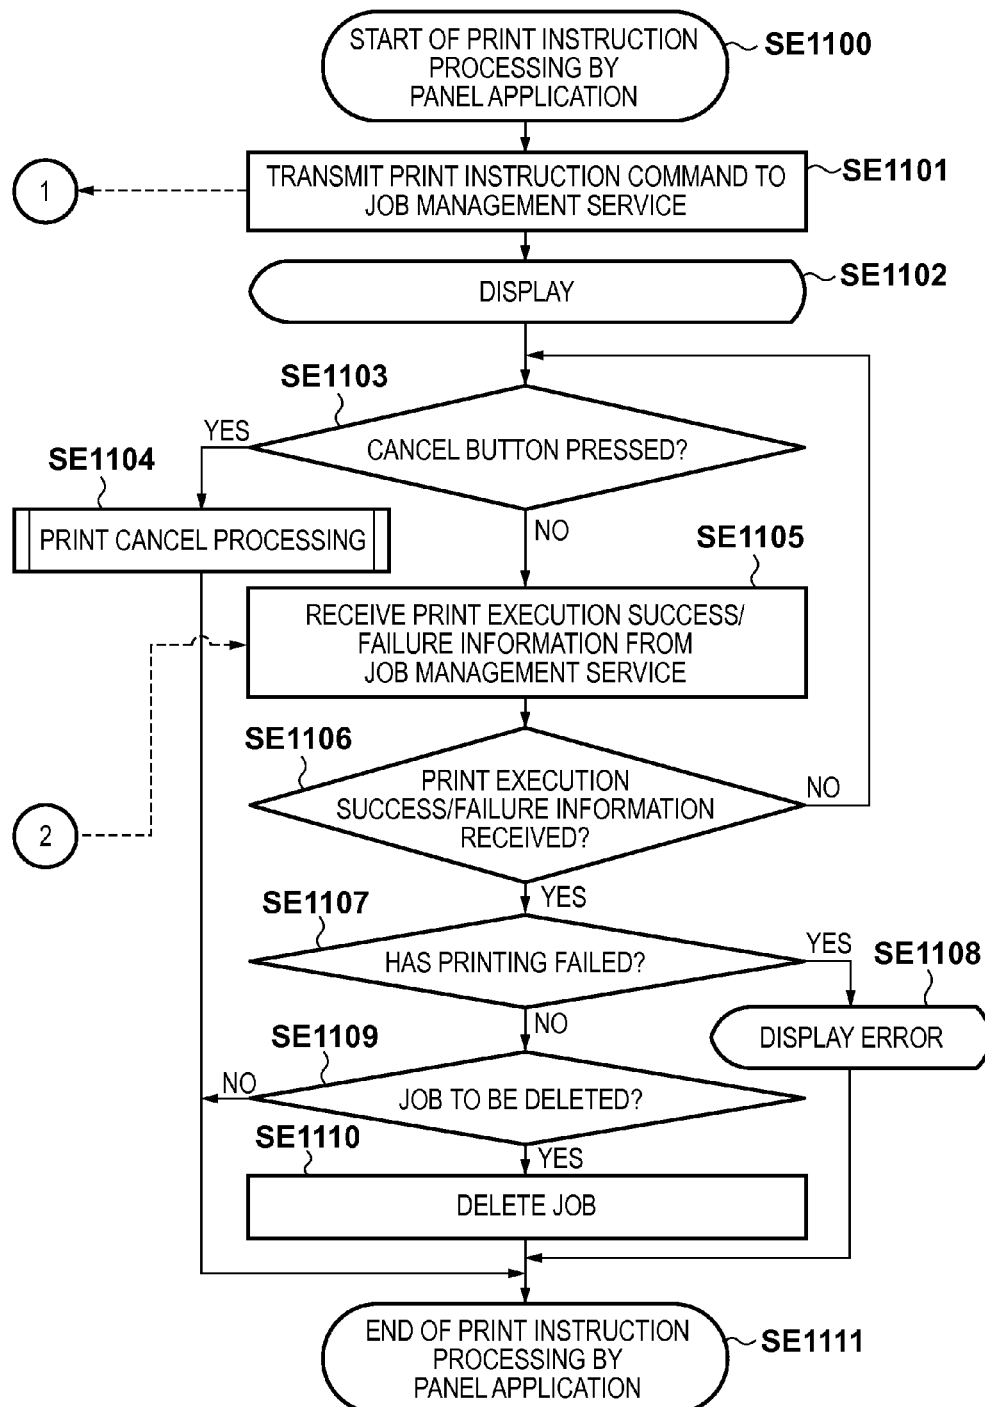 START OF PRINT INSTRUCTION
PROCESSING BY
PANEL APPLICATION
SE1100
1
TRANSMIT PRINT INSTRUCTION COMMAND TO
JOB MANAGEMENT SERVICE
SE1101
DISPLAY
SE1102
SE1103
YES
CANCEL BUTTON PRESSED?
SE1104
PRINT CANCEL PROCESSING
NO
SE1105
RECEIVE PRINT EXECUTION SUCCESS/
FAILURE INFORMATION FROM
JOB MANAGEMENT SERVICE
SE1106
PRINT EXECUTION
SUCCESS/FAILURE INFORMATION
RECEIVED?
NO
2
YES
SE1107
HAS PRINTING FAILED?
YES
SE1108
DISPLAY ERROR
NO
SE1109
NO
JOB TO BE DELETED?
SE1110
YES
DELETE JOB
END OF PRINT INSTRUCTION
PROCESSING BY
PANEL APPLICATION
SE1111